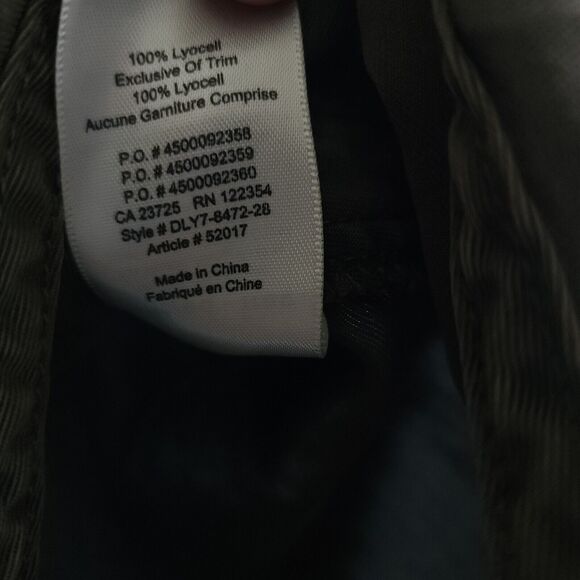 100% Lyocell
Exclusive Of Trim
100% Lyocell
Aucune Garniture Comprise
P.O. # 4500092358
P.O. # 4500092359
P.O. # 4500092360
CA 23725 RN 122354
Style # DLY7-8472-28
Article # 52017
Made in China
Fabriqué en Chine